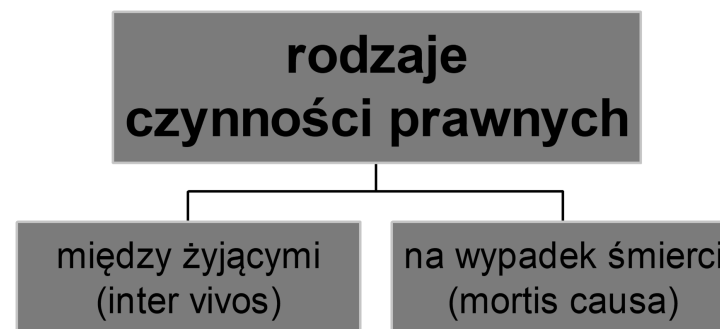 rodzaje
czynności prawnych
między żyjącymi
(inter vivos)
na wypadek śmierci
(mortis causa)